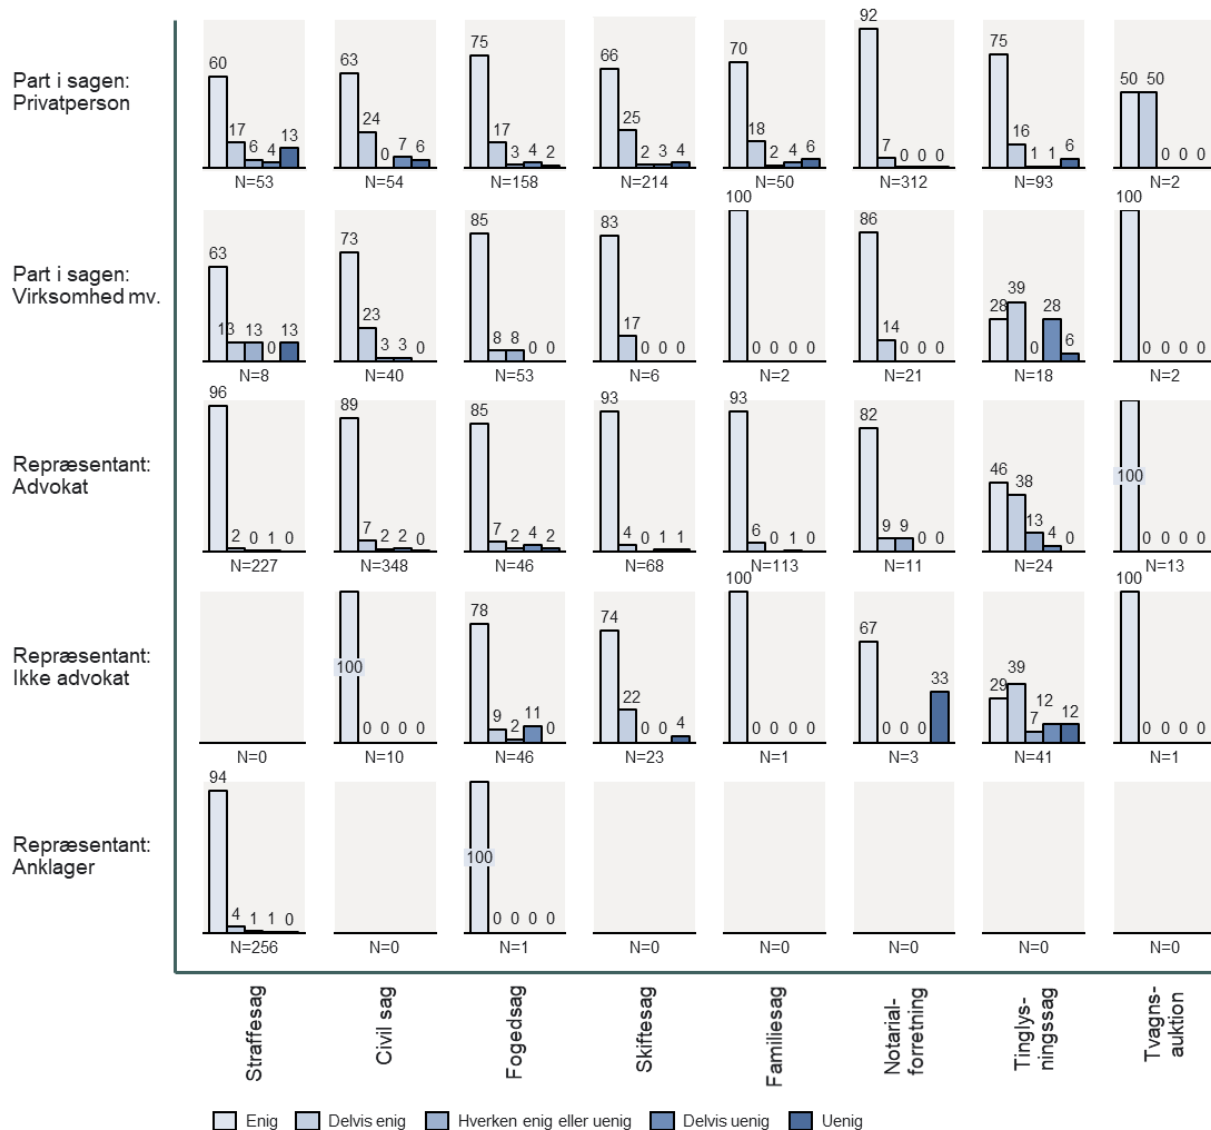 Part i sagen:
Privatperson
60 17 6 4 13
63 24 0 7 6
75 17 3 4 2
66 25 2 3 4
70 18 2 4 6
92 7 0 0 0
75 16 1 1 6
50 50 0 0 0
N=53 N=54 N=158 N=214 N=50 N=312 N=93 N=2
Part i sagen:
Virksomhed mv.
63 13 13 0 13
73 23 3 3 0
85 8 8 0 0
83 17 0 0 0
100 0 0 0 0
86 14 0 0 0
28 39 0 28 6
100 0 0 0 0
N=8 N=40 N=53 N=6 N=2 N=21 N=18 N=2
Repræsentant:
Advokat
96 2 0 1 0
89 7 2 2 0
85 7 2 4 2
93 4 0 1 1
93 6 0 1 0
82 9 9 0 0
46 38 13 4 0
100 0 0 0 0
N=227 N=348 N=46 N=68 N=113 N=11 N=24 N=13
Repræsentant:
Ikke advokat
100 0 0 0 0
78 9 2 11 0
74 22 0 0 4
100 0 0 0 0
67 0 0 0 33
29 39 7 12 12
100 0 0 0 0
N=0 N=10 N=46 N=23 N=1 N=3 N=41 N=1
Repræsentant:
Anklager
94 4 1 1 0
100 0 0 0 0
N=256 N=0 N=1 N=0 N=0 N=0 N=0 N=0
Straffesag
Civil sag
Fogedsag
Skiftesag
Familiesag
Notarial-
forretning
Tinglys-
ningssag
Tvagns-
auktion
Enig Delvis enig Hverken enig eller uenig Delvis uenig Uenig